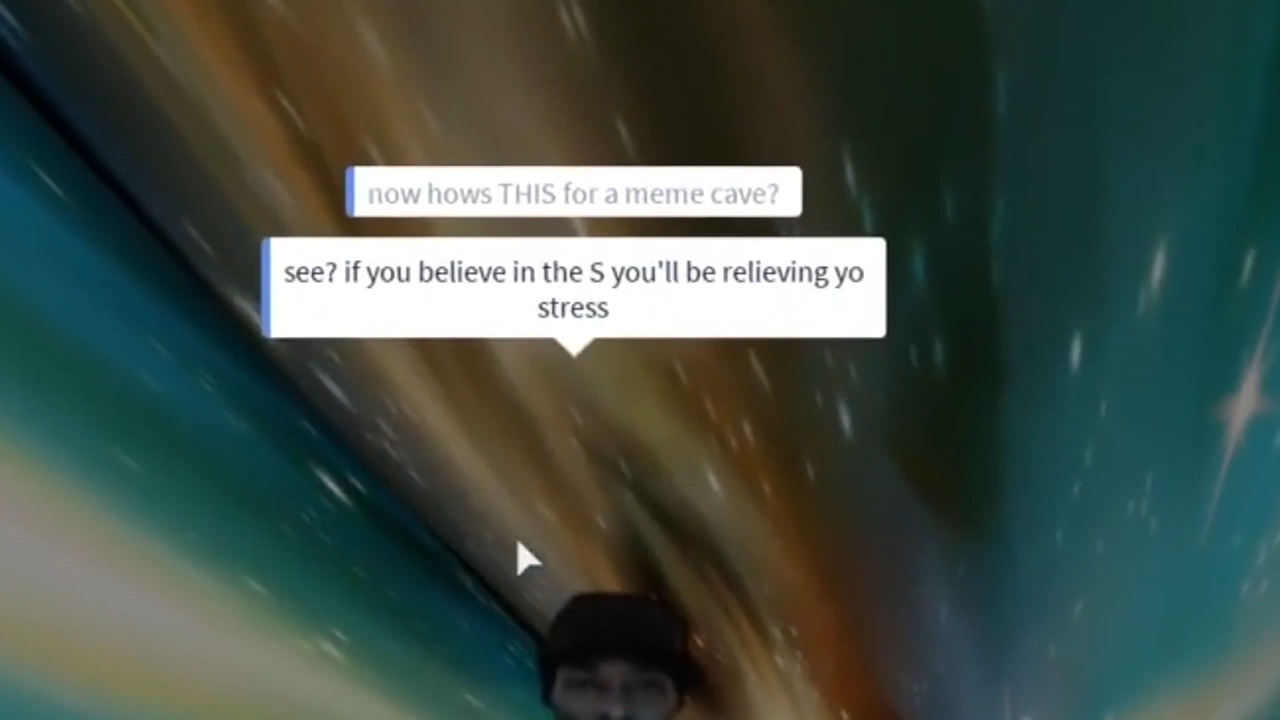 now hows THIS for a meme cave?
see? if you believe in the S you'll be relieving yo
stress